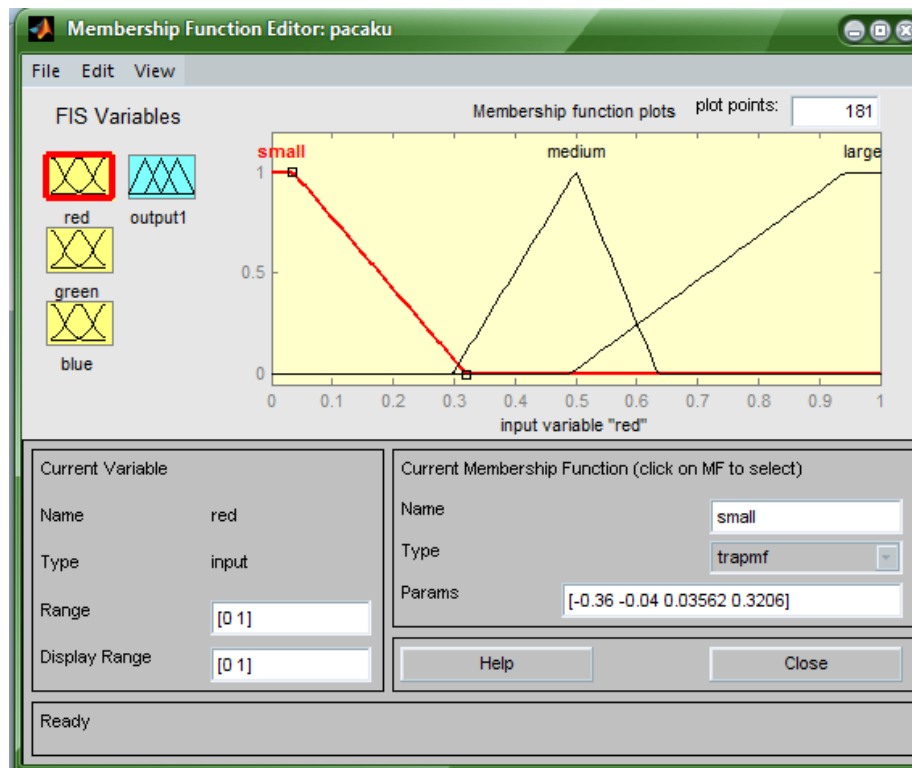 Membership Function Editor: pacaku
File Edit View
FIS Variables
Membership function plots plot points: 181
red output1
green
blue
small medium large
1
0.5
0
0 0.1 0.2 0.3 0.4 0.5 0.6 0.7 0.8 0.9 1
input variable "red"
Current Variable
Name red
Type input
Range [0 1]
Display Range [0 1]
Current Membership Function (click on MF to select)
Name small
Type trapmf
Params [-0.36 -0.04 0.03562 0.3206]
Help Close
Ready